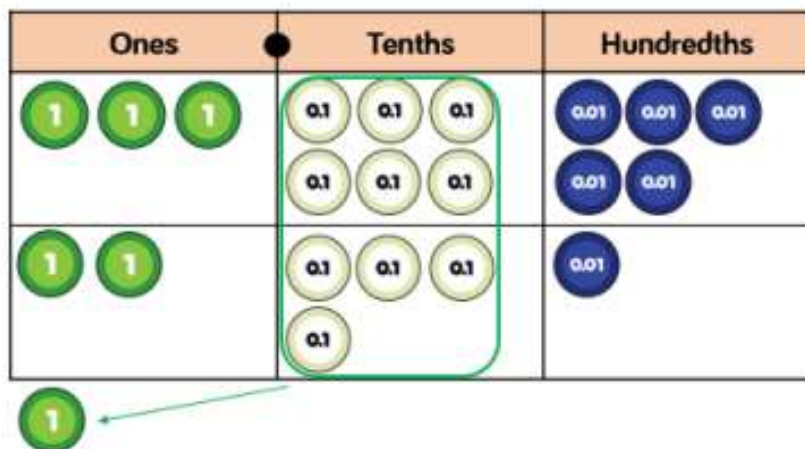 Ones Tenths Hundredths
1 1 1 0.1 0.1 0.1 0.01 0.01 0.01
0.1 0.1 0.1 0.01 0.01
1 1 0.1 0.1 0.1 0.01
0.1
1